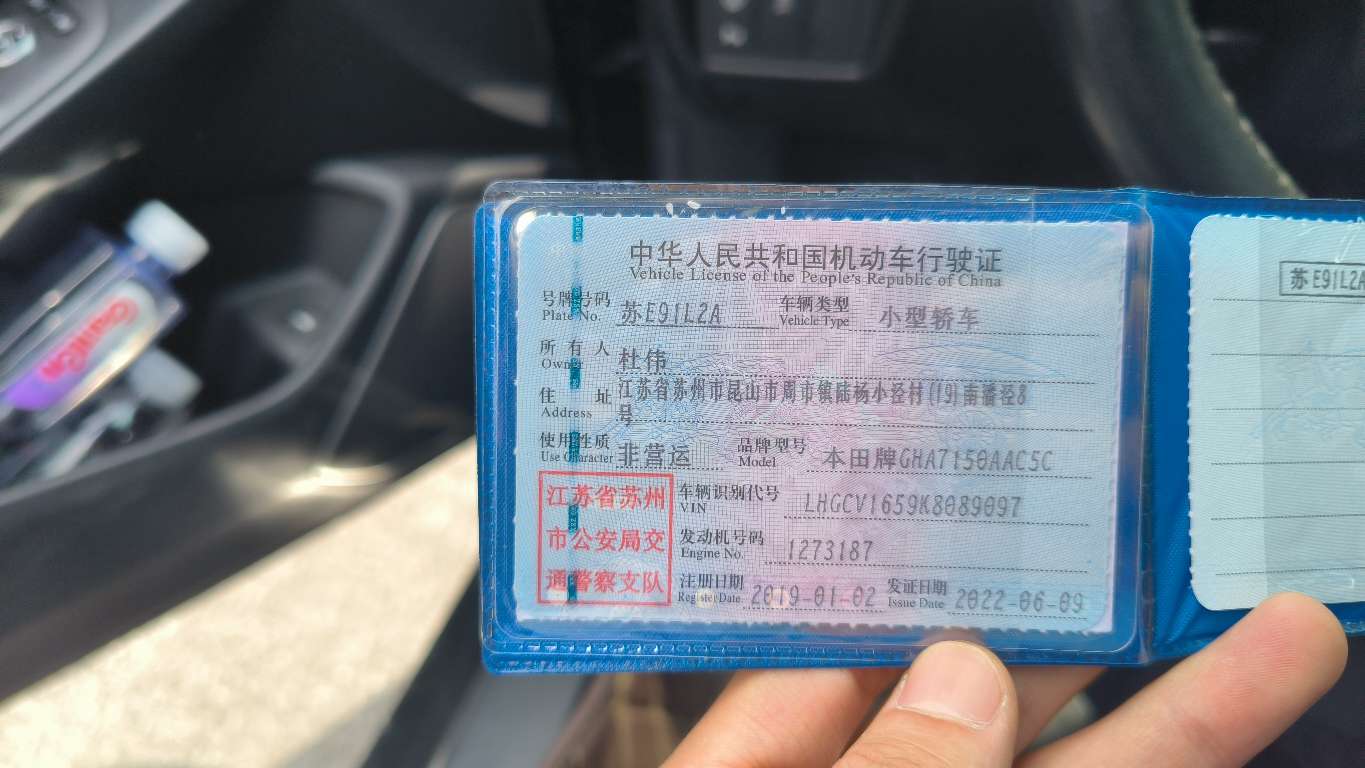 中华人民共和国机动车行驶证
Vehicle License of the People's Republic of China
号牌号码 苏E91L2A 车辆类型 小型轿车
Plate No. Vehicle Type
所有人 杜伟
Owner
住址 江苏省苏州市昆山市周市镇陆杨小泾村(19)南潘泾8
Address 号
使用性质 非营运 品牌型号 本田牌GHA7150AAC5C
Use Character Model
江苏省苏州
市公安局交
通警察支队
车辆识别代号 LHGCV1659K8089097
VIN
发动机号码 1273187
Engine No.
注册日期 2019-01-02 发证日期 2022-06-09
Register Date Issue Date
苏E91L2A